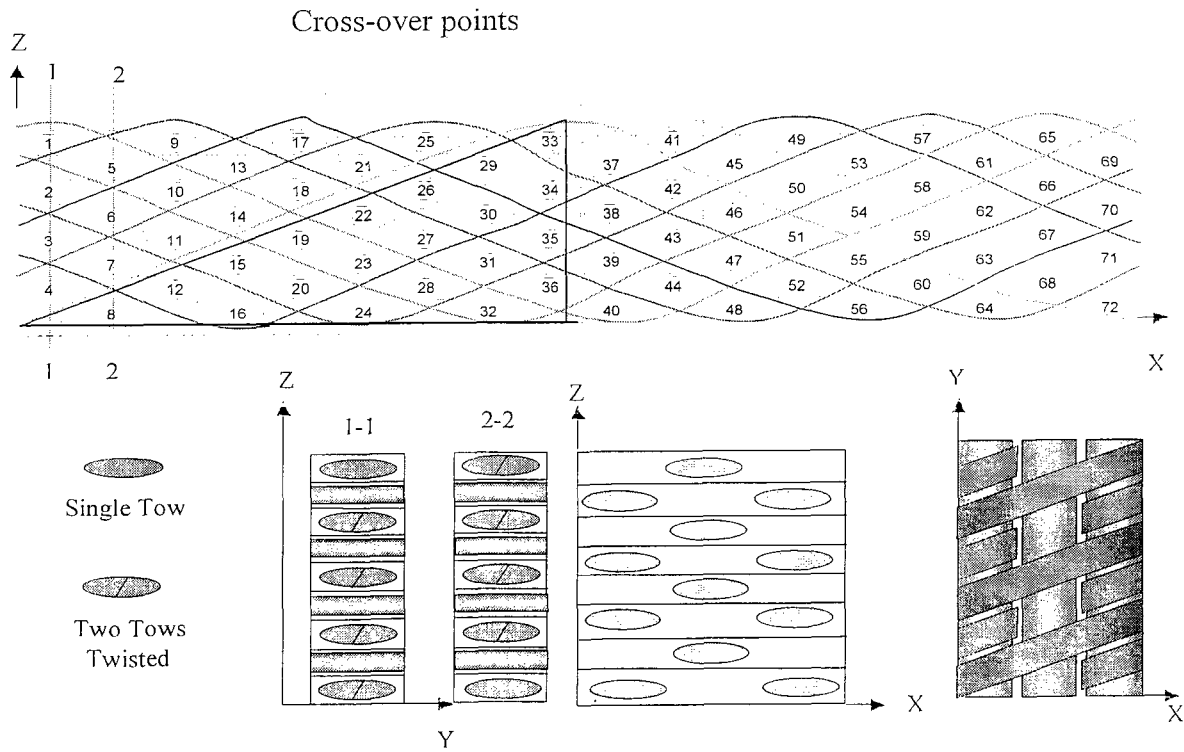 Cross-over points
Z
1 2
1 9 17 25 33 41 49 57 65
5 13 21 29 37 45 53 61 69
2 10 18 26 34 42 50 58 66
6 14 22 30 38 46 54 62 70
3 11 19 27 35 43 51 59 67
7 15 23 31 39 47 55 63 71
4 12 20 28 36 44 52 60 68
8 16 24 32 40 48 56 64 72
X
1 2
Z
Z
Y
1-1
2-2
Single Tow
Two Tows
Twisted
Y
X
X